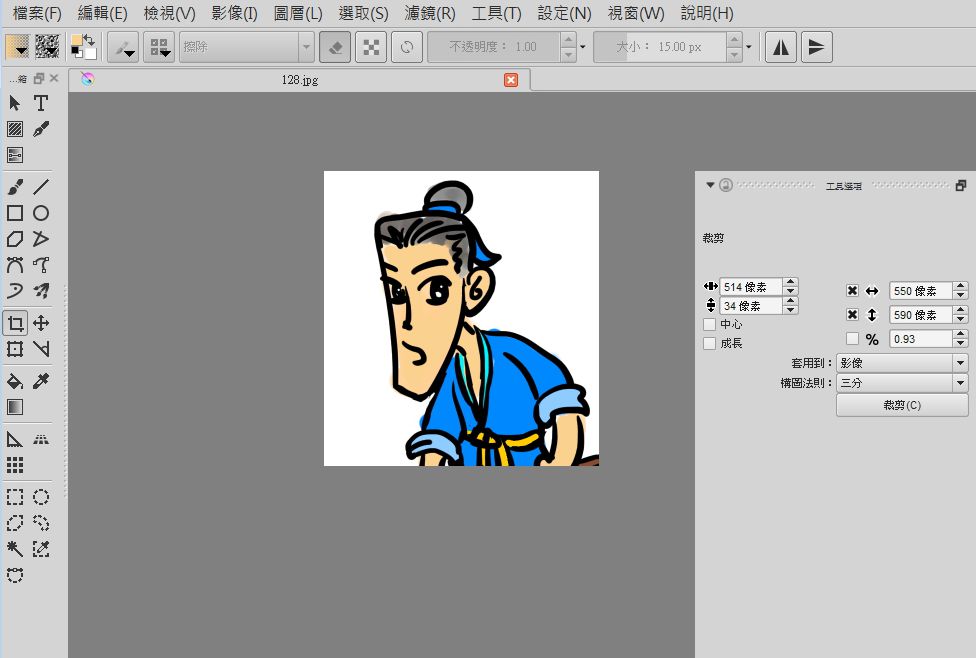 檔案(F) 編輯(E) 檢視(V) 影像(I) 圖層(L) 選取(S) 濾鏡(R) 工具(T) 設定(N) 視窗(W) 說明(H)
擦除 不透明度： 1.00 大小： 15.00 px
...箱 128.jpg
工具選項
裁剪
514 像素 550 像素
34 像素 590 像素
中心 % 0.93
成長
套用到： 影像
構圖法則： 三分
裁剪(C)